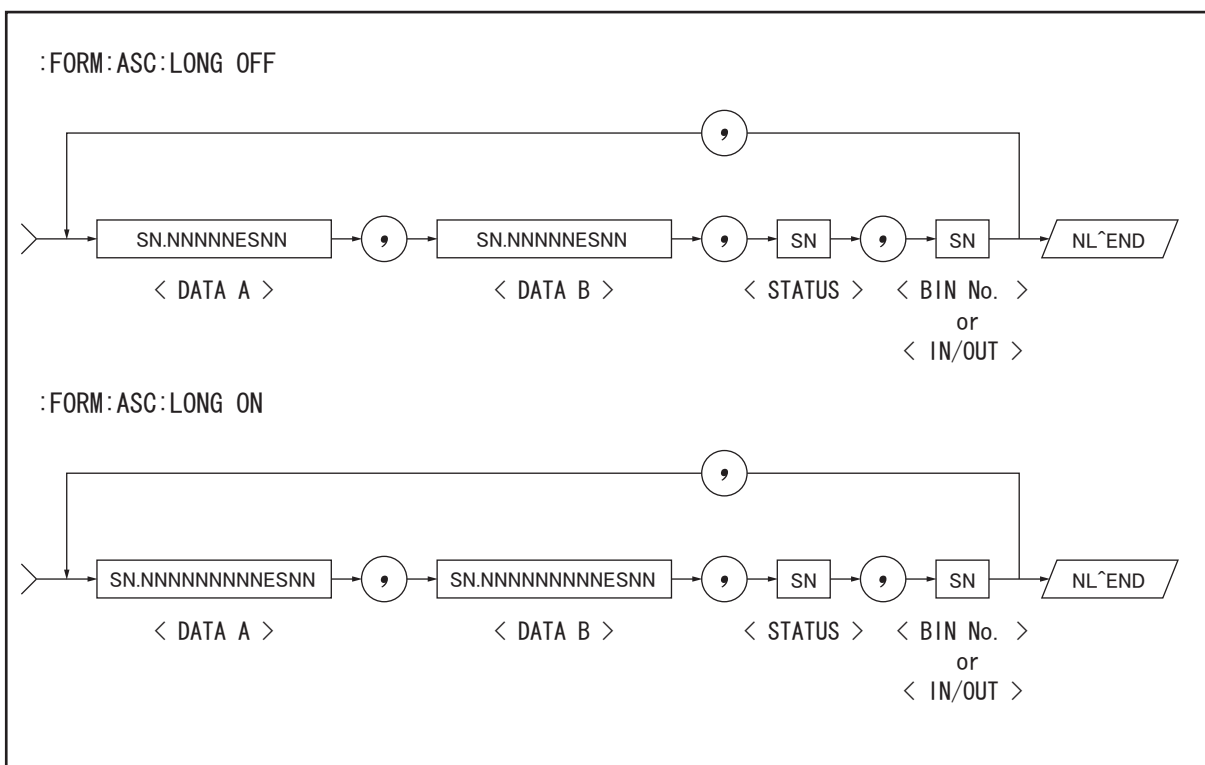 :FORM:ASC:LONG OFF
,
SN.NNNNNESNN , SN.NNNNNESNN , SN , SN NL^END
< DATA A > < DATA B > < STATUS > < BIN No. >
or
< IN/OUT >
:FORM:ASC:LONG ON
,
SN.NNNNNNNNNESNN , SN.NNNNNNNNNESNN , SN , SN NL^END
< DATA A > < DATA B > < STATUS > < BIN No. >
or
< IN/OUT >